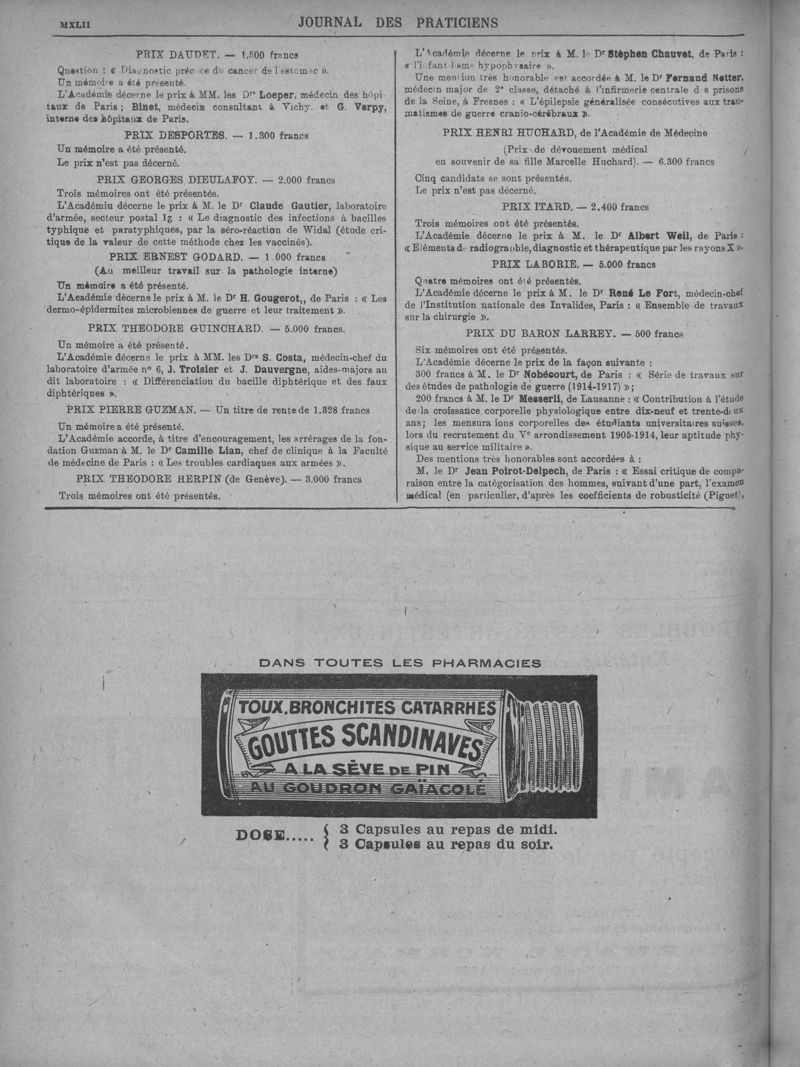 MXLII
JOURNAL DES PRATICIENS
PRIX DAUDET. — 1.500 francs
Question : « Diagnostic précoce du cancer de l'estomac ».
Un mémoire a été présenté.
L'Académie décerne le prix à MM. les Drs Loeper, médecin des hôpi
taux de Paris ; Binet, médecin consultant à Vichy, et G. Verpy,
interne des hôpitaux de Paris.
PRIX DESPORTES. — 1.300 francs
Un mémoire a été présenté.
Le prix n'est pas décerné.
PRIX GEORGES DIEULAFOY. — 2.000 francs
Trois mémoires ont été présentés.
L'Académiu décerne le prix à M. le Dr Claude Gautier, laboratoire
d'armée, secteur postal 1g : « Le diagnostic des infections à bacilles
typhique et paratyphiques, par la séro-réaction de Widal (étude cri-
tique de la valeur de cette méthode chez les vaccinés).
PRIX ERNEST GODARD. — 1 000 francs
(Au meilleur travail sur la pathologie interne)
Un mémoire a été présenté.
L'Académie décerne le prix à M. le Dr H. Gougerot,, de Paris : « Les
dermo-épidermites microbiennes de guerre et leur traitement ».
PRIX THEODORE GUINCHARD. — 5.000 francs.
Un mémoire a été présenté.
L'Académie décerne le prix à MM. les Drs S. Costa, médecin-chef du
laboratoire d'armée no 6, J. Troisier et J. Dauvergne, aides-majors au
dit laboratoire : « Différenciation du bacille diphtérique et des faux
diphtériques ».
PRIX PIERRE GUZMAN. — Un titre de rente de 1.328 francs
Un mémoire a été présenté.
L'Académie accorde, à titre d'encouragement, les arrérages de la fon-
dation Guzman à M. le Dr Camille Lian, chef de clinique à la Faculté
de médecine de Paris : « Les troubles cardiaques aux armées ».
PRIX THEODORE HERPIN (de Genève). — 3.000 francs
Trois mémoires ont été présentés.
L'Académie décerne le prix à M. le Dr Stéphen Chauvet, de Paris :
« l'infantilisme hypophysaire ».
Une mention très honorable est accordée à M. le Dr Fernand Netter,
médecin major de 2e classe, détaché à l'infirmerie centrale d s prisons
de la Seine, à Fresnes : « L'épilepsie généralisée consécutives aux trau-
matismes de guerre cranio-cérébraux ».
PRIX HENRI HUCHARD, de l'Académie de Médecine
(Prix de dévouement médical
en souvenir de sa fille Marcelle Huchard). — 6.300 francs
Cinq candidats se sont présentés.
Le prix n'est pas décerné.
PRIX ITARD. — 2.400 francs
Trois mémoires ont été présentés.
L'Académie décerne le prix à M. le Dr Albert Weil, de Paris :
« Eléments de radiographie, diagnostic et thérapeutique par les rayons X ».
PRIX LABORIE. — 5.000 francs
Quatre mémoires ont été présentés.
L'Académie décerne le prix à M. le Dr René Le Fort, médecin-chef
de l'Institution nationale des Invalides, Paris : « Ensemble de travaux
sur la chirurgie ».
PRIX DU BARON LARREY. — 500 francs
Six mémoires ont été présentés.
L'Académie décerne le prix de la façon suivante :
300 francs à M. le Dr Nobécourt, de Paris : « Série de travaux sur
des études de pathologie de guerre (1914-1917) » ;
200 francs à M. le Dr Messerli, de Lausanne : « Contribution à l'étude
de la croissance corporelle physiologique entre dix-neuf et trente-deux
ans; les mensura ions corporelles des étudiants universitaires suisses,
lors du recrutement du Ve arrondissement 1905-1914, leur aptitude phy-
sique au service militaire ».
Des mentions très honorables sont accordées à :
M. le Dr Jean Poirot-Delpech, de Paris : « Essai critique de compa-
raison entre la catégorisation des hommes, suivant d'une part, l'examen
médical (en particulier, d'après les coefficients de robusticité (Piguet),
DANS TOUTES LES PHARMACIES
TOUX. BRONCHITES CATARRHES
GOUTTES SCANDINAVES
A LA SÈVE DE PIN
AU GOUDRON GAÏACOLÉ
DOSE..... { 3 Capsules au repas de midi.
3 Capsules au repas du soir.